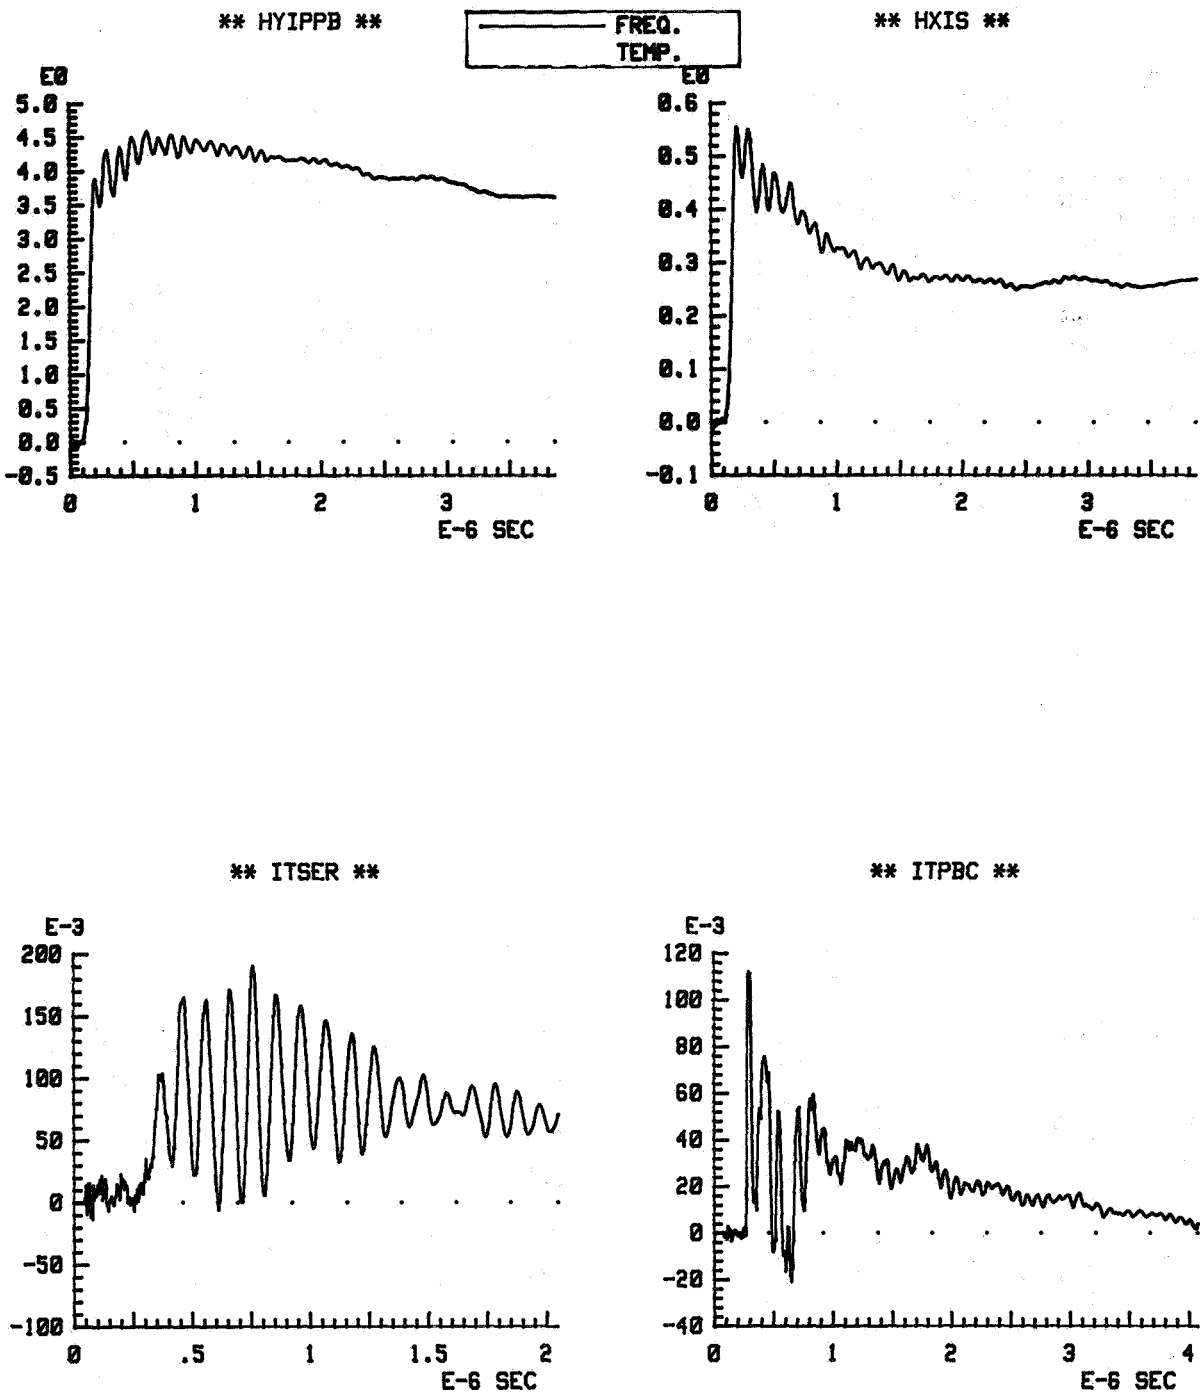 ** HYIPPB **
FREQ.
TEMP.
** HXIS **
E0
5.0
4.5
4.0
3.5
3.0
2.5
2.0
1.5
1.0
0.5
0.0
-0.5
0 1 2 3
E-6 SEC
E0
0.6
0.5
0.4
0.3
0.2
0.1
0.0
-0.1
0 1 2 3
E-6 SEC
** ITSER **
E-3
200
150
100
50
0
-50
-100
0 .5 1 1.5 2
E-6 SEC
** ITPBC **
E-3
120
100
80
60
40
20
0
-20
-40
0 1 2 3 4
E-6 SEC